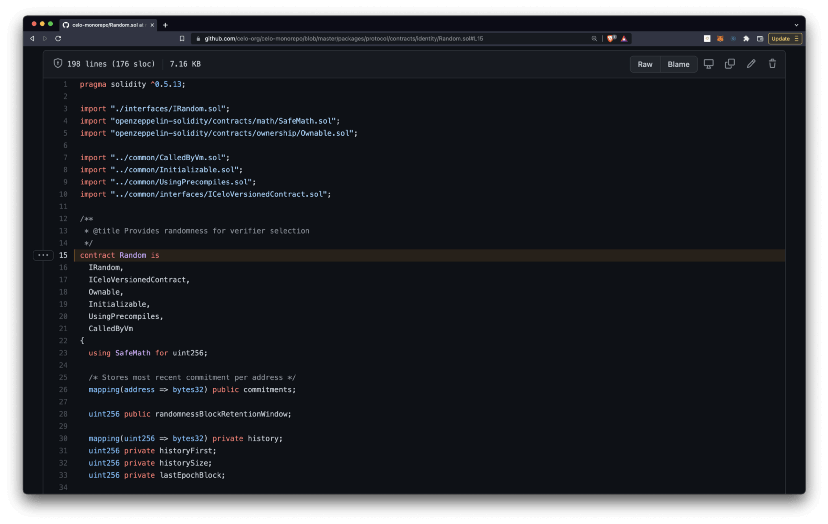 celo-monorepo/Random.sol at
github.com/celo-org/celo-monorepo/blob/master/packages/protocol/contracts/identity/Random.sol#L15
Update
198 lines (176 sloc) 7.16 KB
Raw Blame
1 pragma solidity ^0.5.13;
2
3 import "./interfaces/IRandom.sol";
4 import "openzeppelin-solidity/contracts/math/SafeMath.sol";
5 import "openzeppelin-solidity/contracts/ownership/Ownable.sol";
6
7 import "../common/CalledByVm.sol";
8 import "../common/Initializable.sol";
9 import "../common/UsingPrecompiles.sol";
10 import "../common/interfaces/ICeloVersionedContract.sol";
11
12 /**
13 * @title Provides randomness for verifier selection
14 */
15 contract Random is
16 IRandom,
17 ICeloVersionedContract,
18 Ownable,
19 Initializable,
20 UsingPrecompiles,
21 CalledByVm
22 {
23 using SafeMath for uint256;
24
25 /* Stores most recent commitment per address */
26 mapping(address => bytes32) public commitments;
27
28 uint256 public randomnessBlockRetentionWindow;
29
30 mapping(uint256 => bytes32) private history;
31 uint256 private historyFirst;
32 uint256 private historySize;
33 uint256 private lastEpochBlock;
34